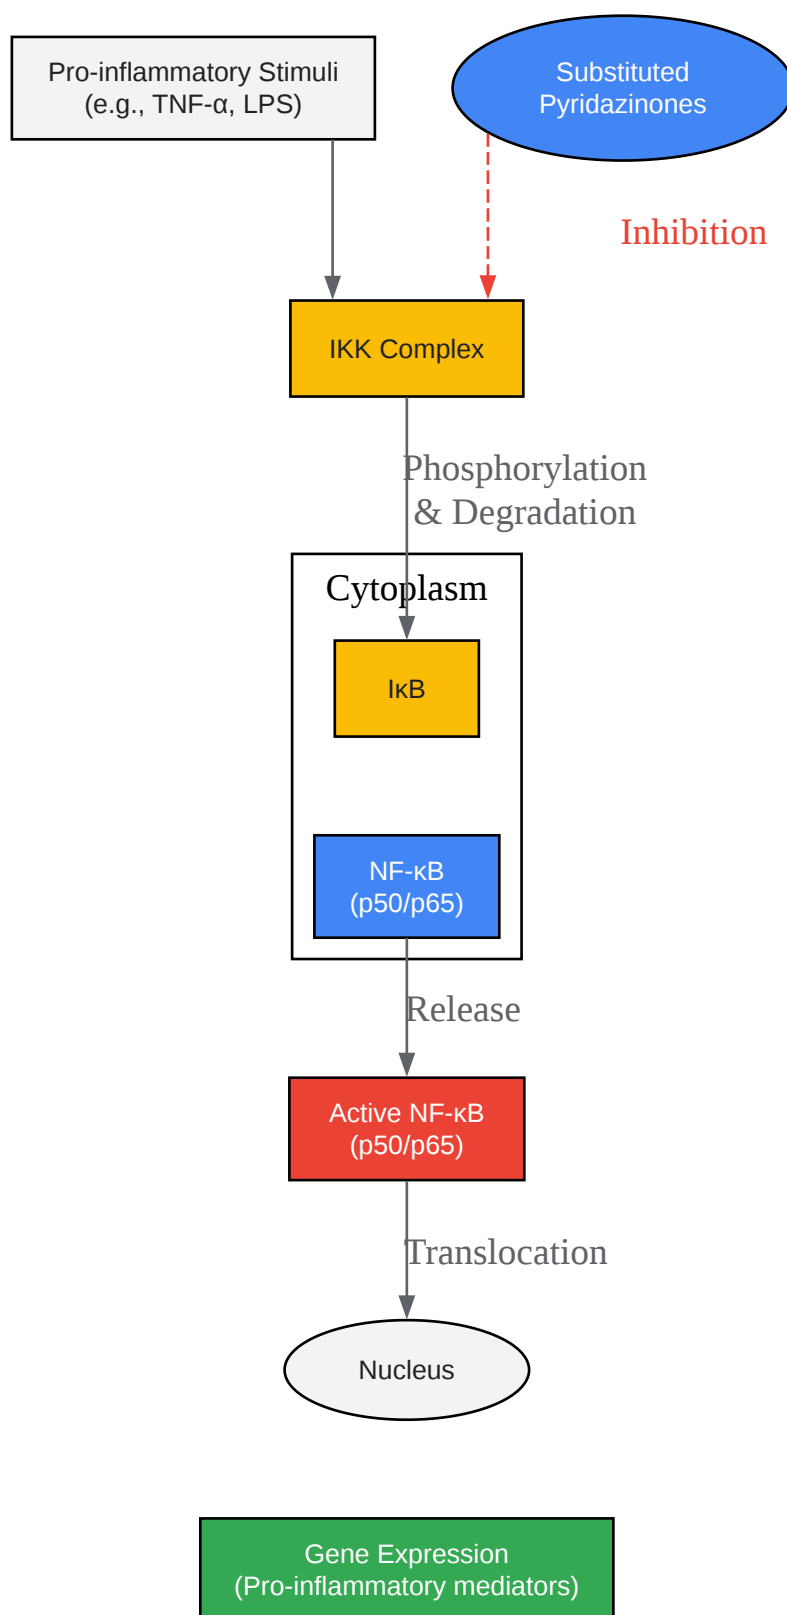 Pro-inflammatory Stimuli
(e.g., TNF-α, LPS)
Substituted
Pyridazinones
Inhibition
IKK Complex
Phosphorylation
& Degradation
Cytoplasm
IκB
NF-κB
(p50/p65)
Release
Active NF-κB
(p50/p65)
Translocation
Nucleus
Gene Expression
(Pro-inflammatory mediators)